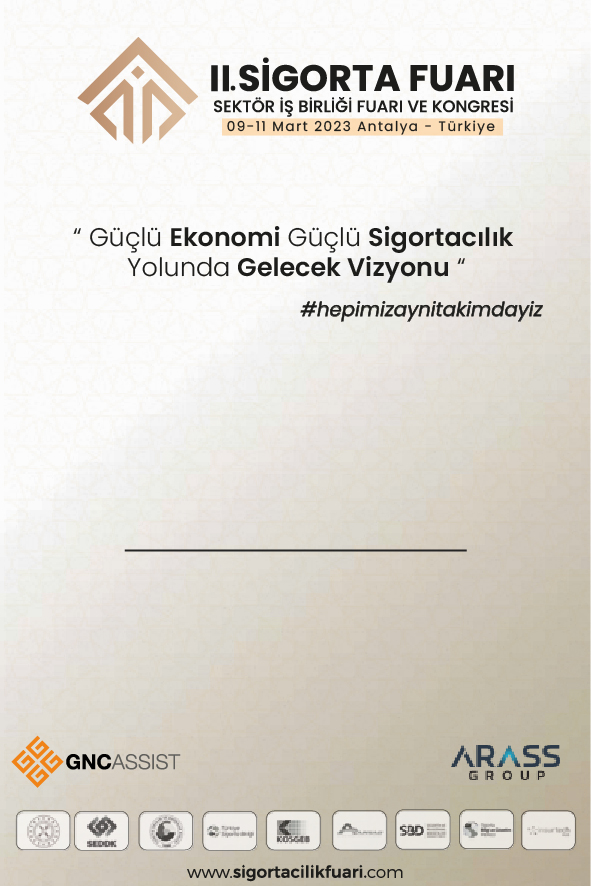 II.SİGORTA FUARI
SEKTÖR İŞ BİRLİĞİ FUARI VE KONGRESİ
09-11 Mart 2023 Antalya - Türkiye
“ Güçlü Ekonomi Güçlü Sigortacılık
Yolunda Gelecek Vizyonu “
#hepimizaynitakimdayiz
GNCASSIST
ARASS
GROUP
SEDDK
KOSGEB
SBD
www.sigortacilikfuari.com